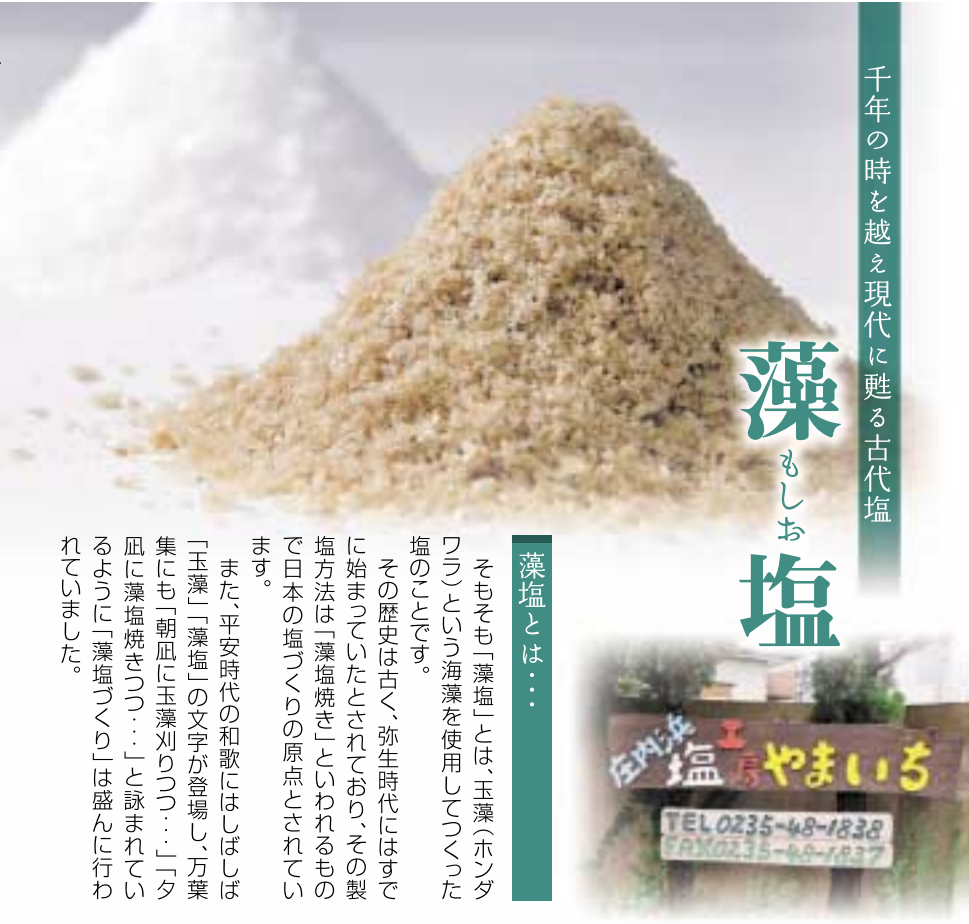 千年の時を越え現代に甦る古代塩
藻もしお塩
藻塩とは・・・
そもそも「藻塩」とは、玉藻（ホンダ
ワラ）という海藻を使用してつくった
塩のことです。
その歴史は古く、弥生時代にはすで
に始まっていたとされており、その製
塩方法は「藻塩焼き」といわれるもの
で日本の塩づくりの原点とされてい
ます。
また、平安時代の和歌にはしばしば
「玉藻」「藻塩」の文字が登場し、万葉
集にも「朝凪に玉藻刈りつつ・・・」「夕
凪に藻塩焼きつつ・・・」と詠まれてい
るように「藻塩づくり」は盛んに行わ
れていました。
庄内浜
塩工房やまいち
TEL0235-48-1838
FAX0235-48-1837